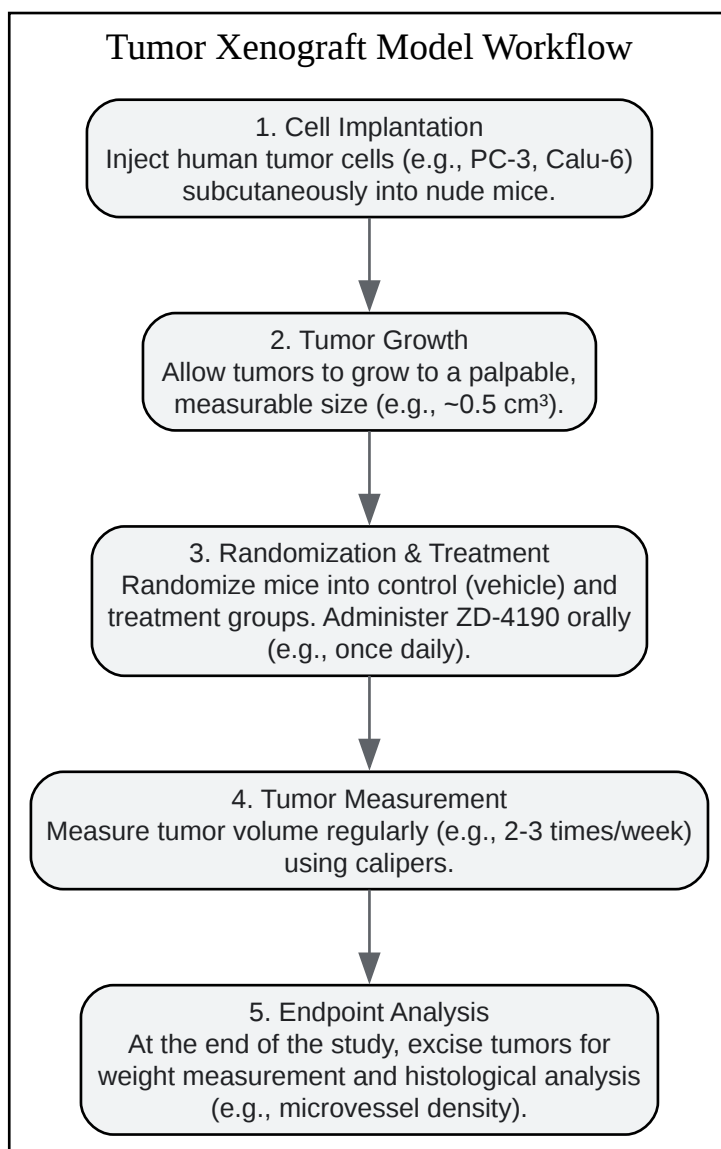 Tumor Xenograft Model Workflow
1. Cell Implantation
Inject human tumor cells (e.g., PC-3, Calu-6)
subcutaneously into nude mice.
2. Tumor Growth
Allow tumors to grow to a palpable,
measurable size (e.g., ~0.5 cm³).
3. Randomization & Treatment
Randomize mice into control (vehicle) and
treatment groups. Administer ZD-4190 orally
(e.g., once daily).
4. Tumor Measurement
Measure tumor volume regularly (e.g., 2-3 times/week)
using calipers.
5. Endpoint Analysis
At the end of the study, excise tumors for
weight measurement and histological analysis
(e.g., microvessel density).